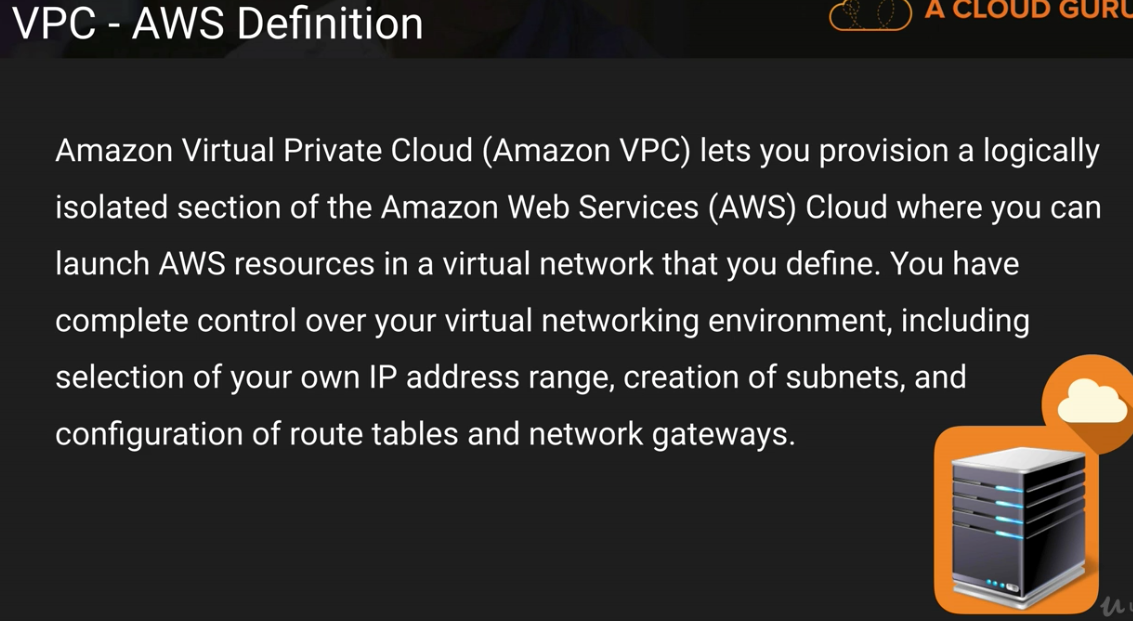 VPC - AWS Definition
A CLOUD GURU
Amazon Virtual Private Cloud (Amazon VPC) lets you provision a logically
isolated section of the Amazon Web Services (AWS) Cloud where you can
launch AWS resources in a virtual network that you define. You have
complete control over your virtual networking environment, including
selection of your own IP address range, creation of subnets, and
configuration of route tables and network gateways.